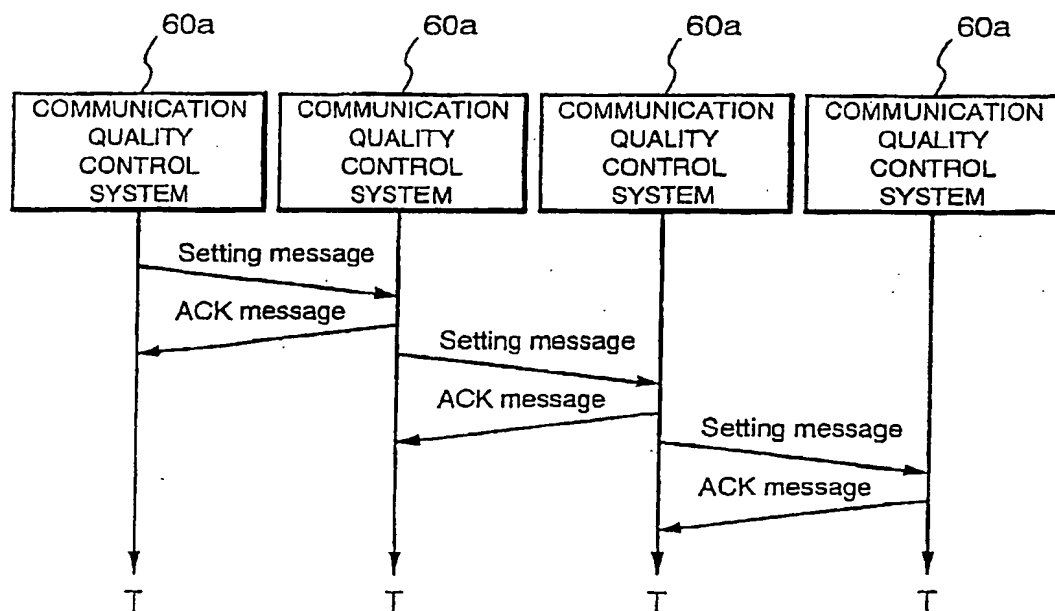 60a
60a
60a
60a
COMMUNICATION
QUALITY
CONTROL
SYSTEM
COMMUNICATION
QUALITY
CONTROL
SYSTEM
COMMUNICATION
QUALITY
CONTROL
SYSTEM
COMMUNICATION
QUALITY
CONTROL
SYSTEM
Setting message
ACK message
Setting message
ACK message
Setting message
ACK message
T
T
T
T